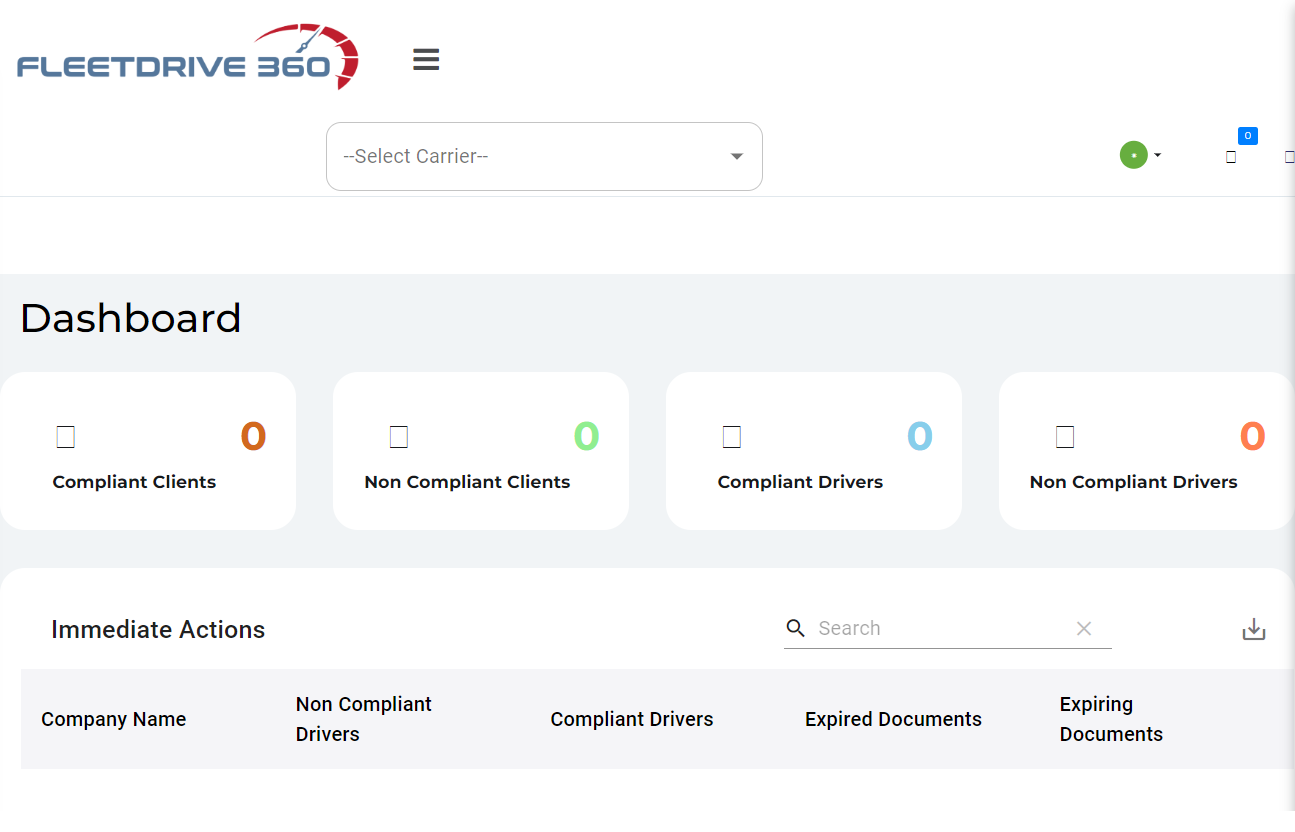 FLEETDRIVE 360
--Select Carrier--
0
Dashboard
0
Compliant Clients
0
Non Compliant Clients
0
Compliant Drivers
0
Non Compliant Drivers
Immediate Actions
Search
Company Name
Non Compliant
Drivers
Compliant Drivers
Expired Documents
Expiring
Documents